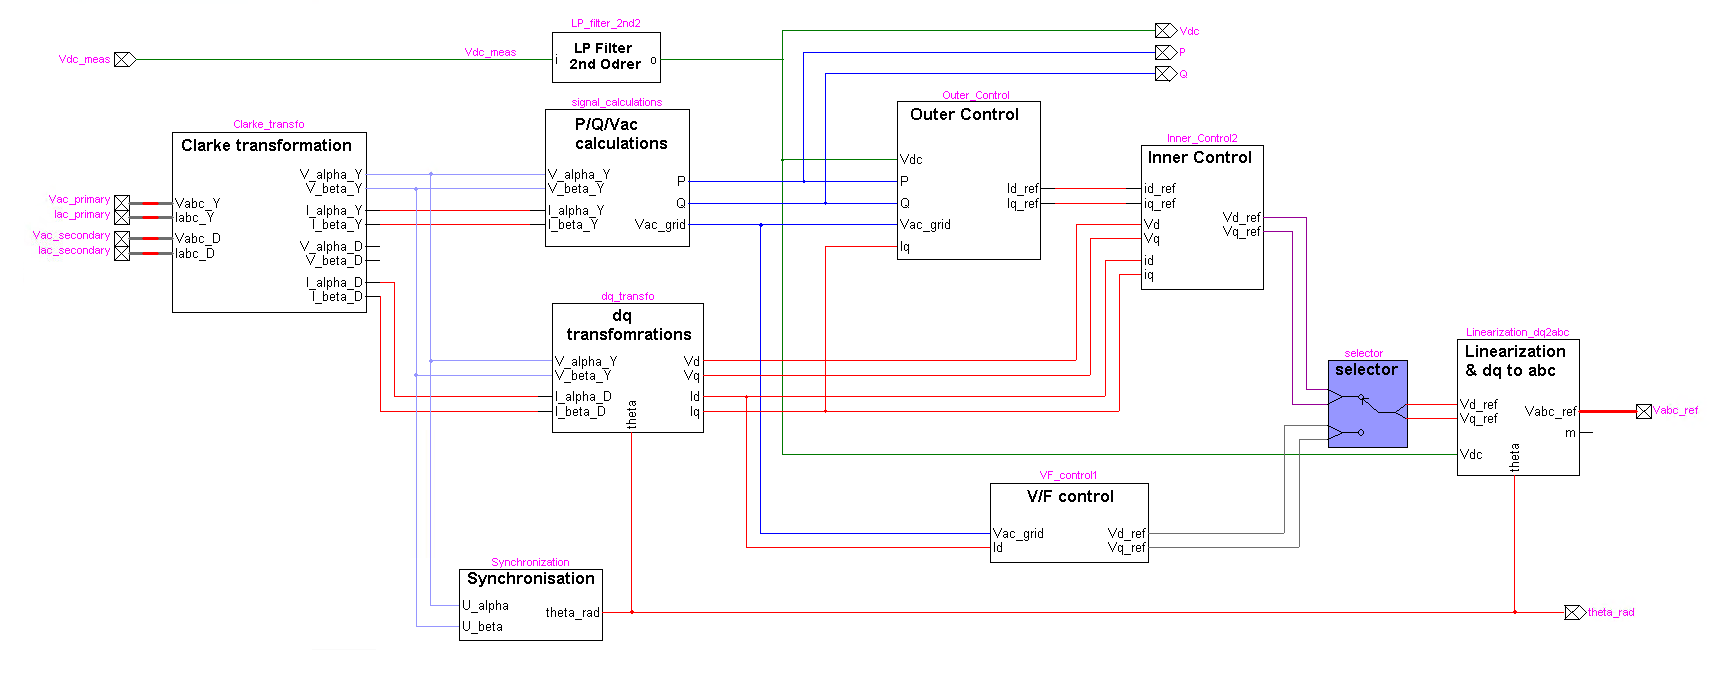 LP_filter_2nd2
LP Filter
2nd Odrer
i
o
Vdc_meas
Vdc_meas
Vdc
P
Q
signal_calculations
P/Q/Vac
calculations
V_alpha_Y
V_beta_Y
I_alpha_Y
I_beta_Y
P
Q
Vac_grid
Outer_Control
Outer Control
Vdc
P
Q
Vac_grid
Iq
Id_ref
Iq_ref
Clarke_transfo
Clarke transformation
Vac_primary
Iac_primary
Vac_secondary
Iac_secondary
Vabc_Y
Iabc_Y
Vabc_D
Iabc_D
V_alpha_Y
V_beta_Y
I_alpha_Y
I_beta_Y
V_alpha_D
V_beta_D
I_alpha_D
I_beta_D
Inner_Control2
Inner Control
id_ref
iq_ref
Vd
Vq
id
iq
Vd_ref
Vq_ref
dq_transfo
dq
transfomrations
V_alpha_Y
V_beta_Y
I_alpha_D
I_beta_D
theta
Vd
Vq
Id
Iq
selector
selector
Linearization_dq2abc
Linearization
& dq to abc
Vd_ref
Vq_ref
Vdc
theta
Vabc_ref
m
Vabc_ref
VF_control1
V/F control
Vac_grid
Id
Vd_ref
Vq_ref
Synchronization
Synchronisation
U_alpha
U_beta
theta_rad
theta_rad